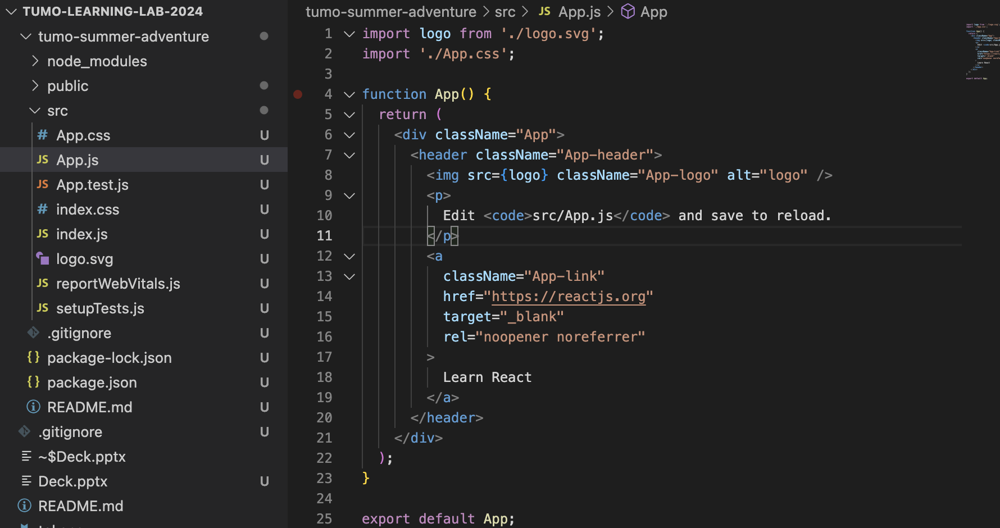 TUMO-LEARNING-LAB-2024
tumo-summer-adventure
node_modules
public
src
# App.css U
JS App.js U
JS App.test.js U
# index.css U
JS index.js U
logo.svg U
JS reportWebVitals.js U
JS setupTests.js U
.gitignore U
{} package-lock.json U
{} package.json U
README.md U
.gitignore U
~$Deck.pptx
Deck.pptx U
README.md
tumo-summer-adventure > src > JS App.js > App
1 import logo from './logo.svg';
2 import './App.css';
3
4 function App() {
5 return (
6 <div className="App">
7 <header className="App-header">
8 <img src={logo} className="App-logo" alt="logo" />
9 <p>
10 Edit <code>src/App.js</code> and save to reload.
11 </p>
12 <a
13 className="App-link"
14 href="https://reactjs.org"
15 target="_blank"
16 rel="noopener noreferrer"
17 >
18 Learn React
19 </a>
20 </header>
21 </div>
22 );
23 }
24
25 export default App;